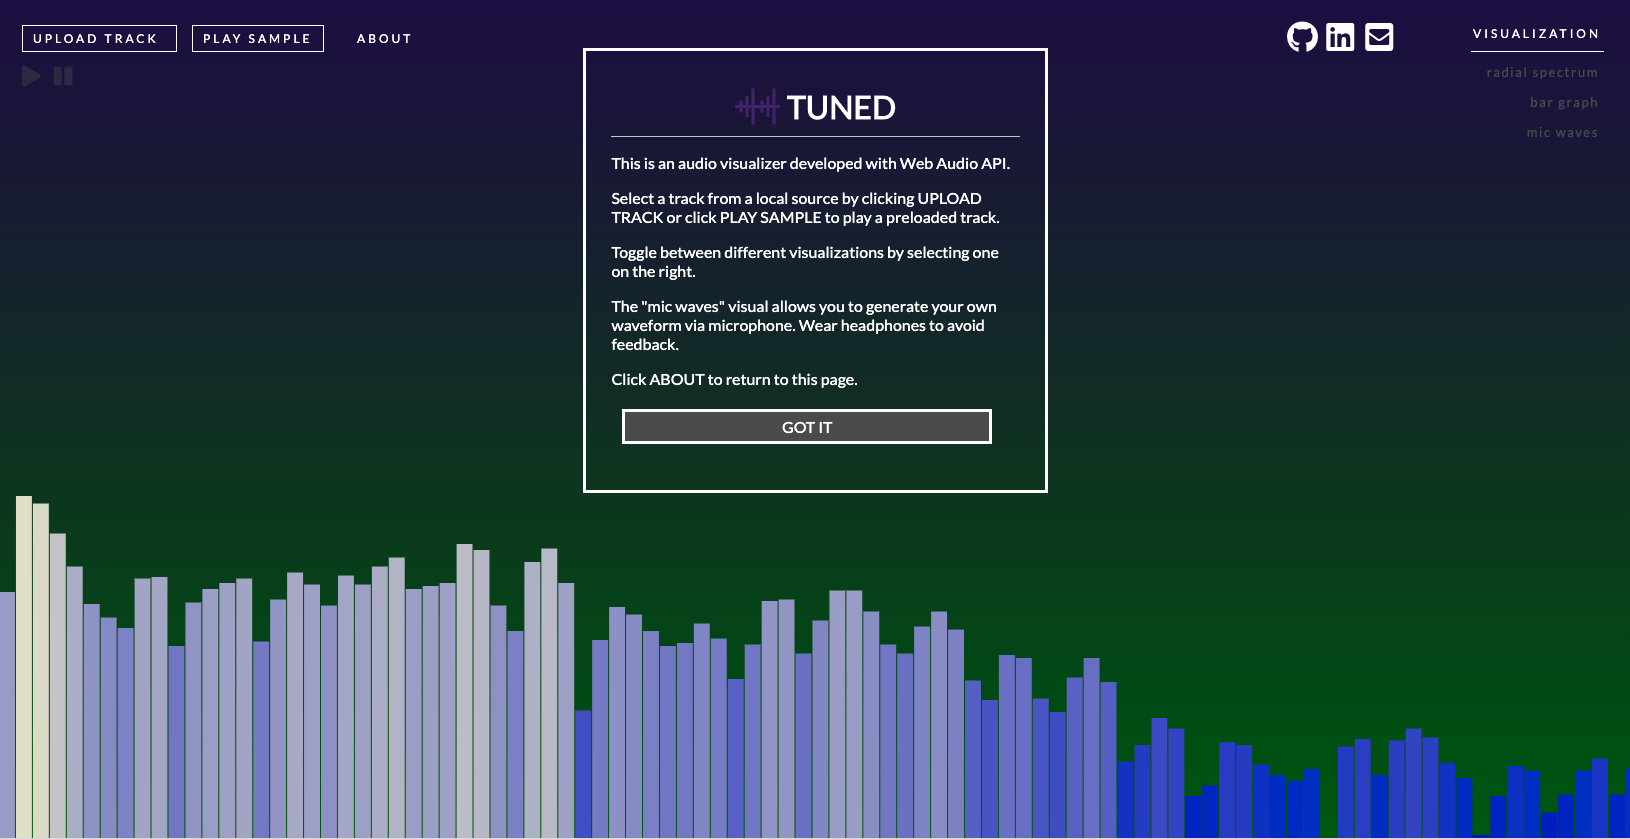 UPLOAD TRACK
PLAY SAMPLE
ABOUT
VISUALIZATION
radial spectrum
bar graph
mic waves
TUNED
This is an audio visualizer developed with Web Audio API.
Select a track from a local source by clicking UPLOAD
TRACK or click PLAY SAMPLE to play a preloaded track.
Toggle between different visualizations by selecting one
on the right.
The "mic waves" visual allows you to generate your own
waveform via microphone. Wear headphones to avoid
feedback.
Click ABOUT to return to this page.
GOT IT